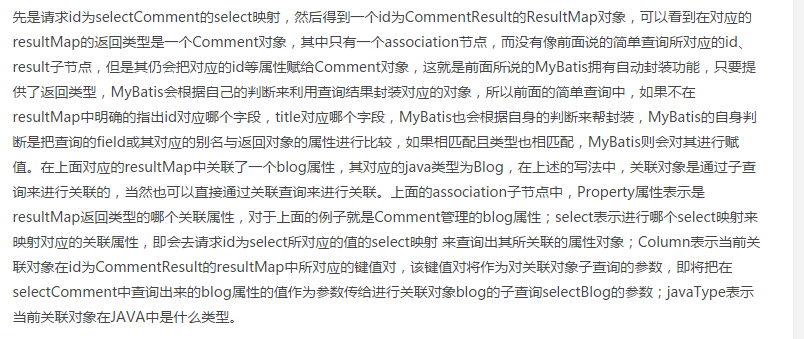 先是请求id为selectComment的select映射，然后得到一个id为CommentResult的ResultMap对象，可以看到在对应的
resultMap的返回类型是一个Comment对象，其中只有一个association节点，而没有像前面说的简单查询所对应的id、
result子节点，但是其仍会把对应的id等属性赋给Comment对象，这就是前面所说的MyBatis拥有自动封装功能，只要提
供了返回类型，MyBatis会根据自己的判断来利用查询结果封装对应的对象，所以前面的简单查询中，如果不在
resultMap中明确的指出id对应哪个字段，title对应哪个字段，MyBatis也会根据自身的判断来帮封装，MyBatis的自身判
断是把查询的field或其对应的别名与返回对象的属性进行比较，如果相匹配且类型也相匹配，MyBatis则会对其进行赋
值。在上面对应的resultMap中关联了一个blog属性，其对应的java类型为Blog，在上述的写法中，关联对象是通过子查
询来进行关联的，当然也可以直接通过关联查询来进行关联。上面的association子节点中，Property属性表示是
resultMap返回类型的哪个关联属性，对于上面的例子就是Comment管理的blog属性；select表示进行哪个select映射来
映射对应的关联属性，即会去请求id为select所对应的值的select映射 来查询出其所关联的属性对象；Column表示当前关
联对象在id为CommentResult的resultMap中所对应的键值对，该键值对将作为对关联对象子查询的参数，即将把在
selectComment中查询出来的blog属性的值作为参数传给进行关联对象blog的子查询selectBlog的参数；javaType表示
当前关联对象在JAVA中是什么类型。